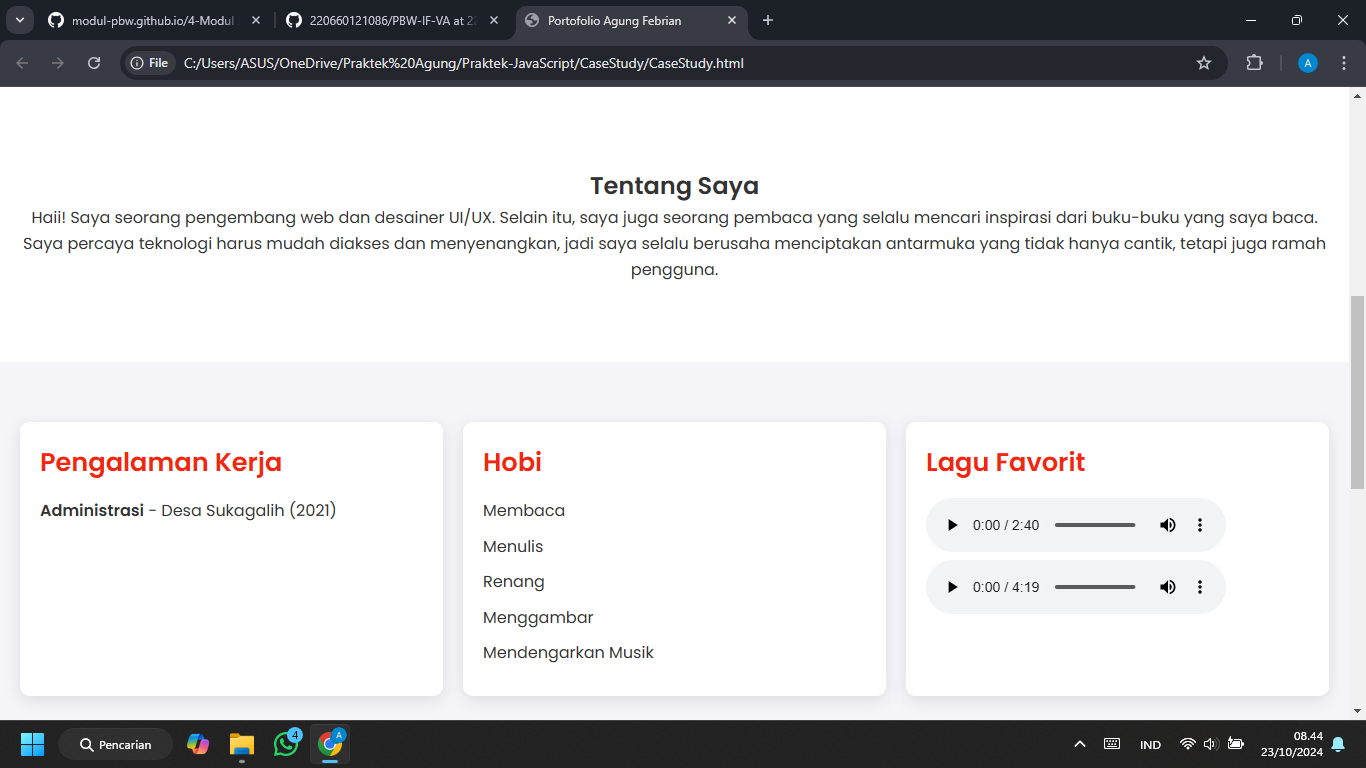 modul-pbw.github.io/4-Modul
220660121086/PBW-IF-VA at 22
Portofolio Agung Febrian
File
C:/Users/ASUS/OneDrive/Praktek%20Agung/Praktek-JavaScript/CaseStudy/CaseStudy.html
A
Tentang Saya
Haii! Saya seorang pengembang web dan desainer UI/UX. Selain itu, saya juga seorang pembaca yang selalu mencari inspirasi dari buku-buku yang saya baca.
Saya percaya teknologi harus mudah diakses dan menyenangkan, jadi saya selalu berusaha menciptakan antarmuka yang tidak hanya cantik, tetapi juga ramah
pengguna.
Pengalaman Kerja
Administrasi - Desa Sukagalih (2021)
Hobi
Membaca
Menulis
Renang
Menggambar
Mendengarkan Musik
Lagu Favorit
0:00 / 2:40
0:00 / 4:19
Pencarian
4
A
IND
08.44
23/10/2024